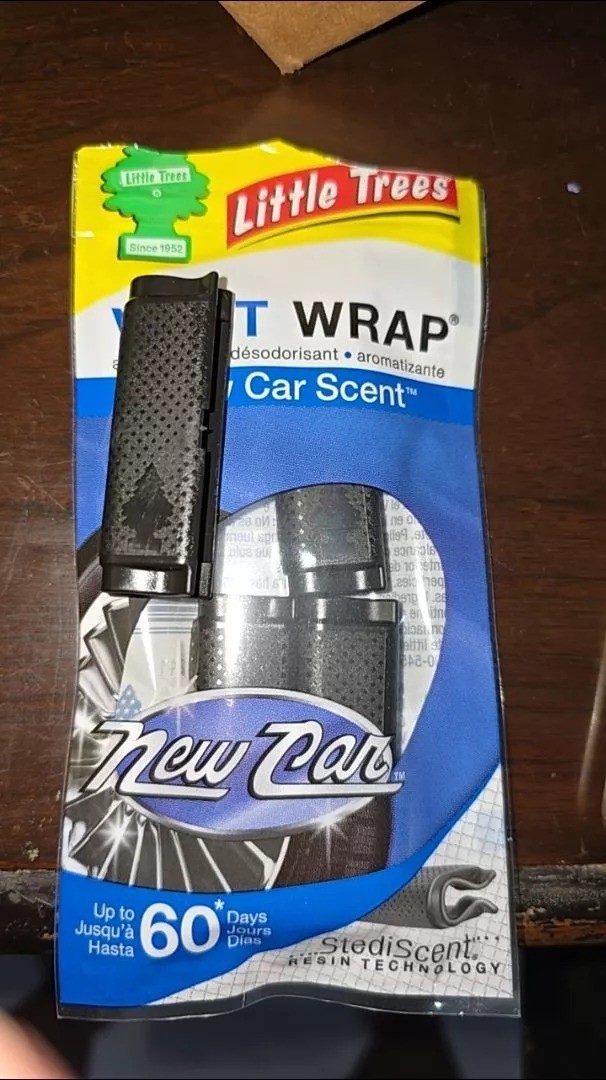 Little Trees
Since 1952
Little Trees
T WRAP®
désodorisant • aromatizante
Car Scent™
New Car™
Up to
Jusqu'à
Hasta
60*
Days
Jours
Días
StediScent
RESIN TECHNOLOGY